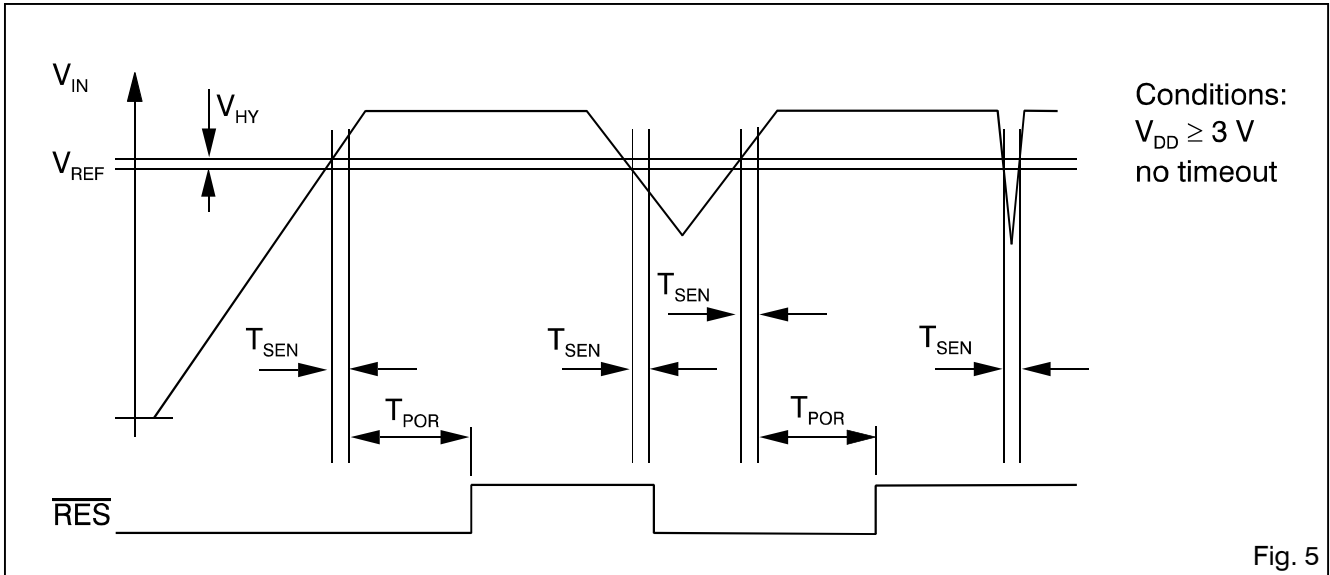 V_IN
V_HY
V_REF
Conditions:
V_DD ≥ 3 V
no timeout
T_SEN
T_SEN
T_SEN
T_SEN
T_POR
T_POR
RES
Fig. 5